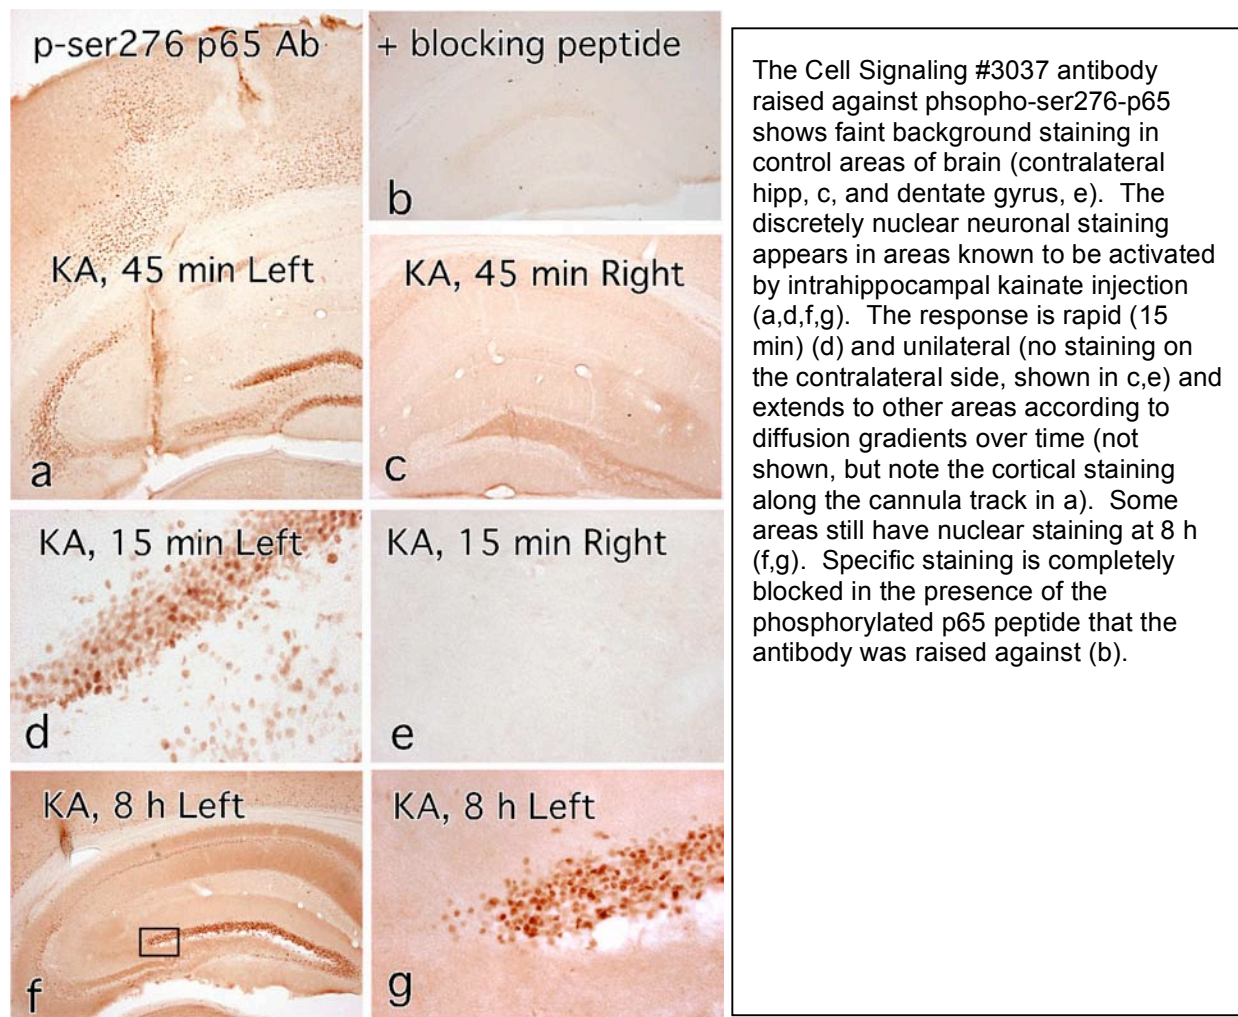 p-ser276 p65 Ab
+ blocking peptide
b
KA, 45 min Left
a
KA, 45 min Right
c
KA, 15 min Left
d
KA, 15 min Right
e
KA, 8 h Left
f
KA, 8 h Left
g
The Cell Signaling #3037 antibody
raised against phsopho-ser276-p65
shows faint background staining in
control areas of brain (contralateral
hipp, c, and dentate gyrus, e).  The
discretely nuclear neuronal staining
appears in areas known to be activated
by intrahippocampal kainate injection
(a,d,f,g).  The response is rapid (15
min) (d) and unilateral (no staining on
the contralateral side, shown in c,e) and
extends to other areas according to
diffusion gradients over time (not
shown, but note the cortical staining
along the cannula track in a).  Some
areas still have nuclear staining at 8 h
(f,g).  Specific staining is completely
blocked in the presence of the
phosphorylated p65 peptide that the
antibody was raised against (b).